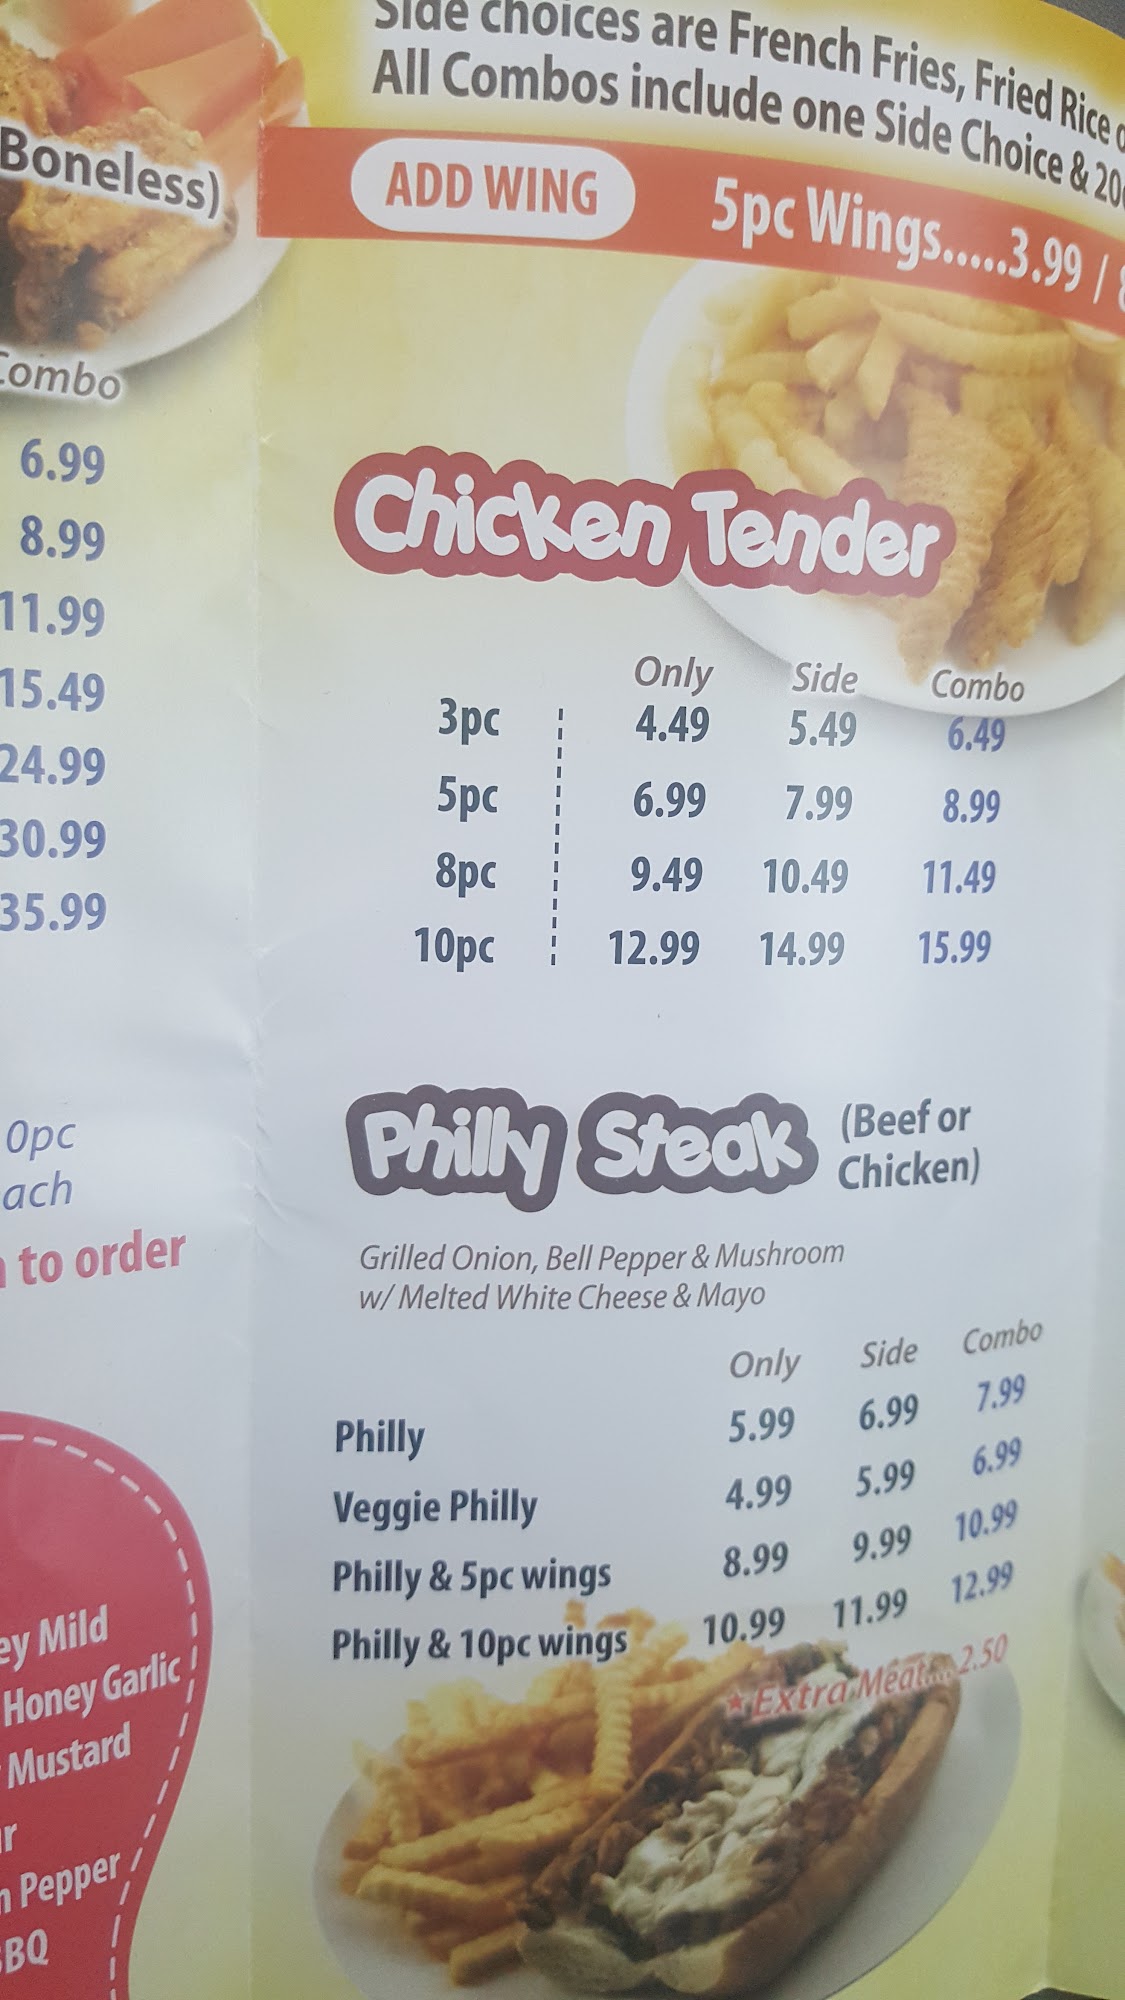 Side choices are French Fries, Fried Rice
All Combos include one Side Choice &
ADD WING 5pc Wings.....3.99 /
Boneless)
Combo
6.99
8.99
11.99
15.49
24.99
30.99
35.99
to order
Mild
Honey Garlic
Mustard
Pepper
Chicken Tender
Only Side Combo
3pc 4.49 5.49 6.49
5pc 6.99 7.99 8.99
8pc 9.49 10.49 11.49
10pc 12.99 14.99 15.99
Philly Steak (Beef or
Chicken)
Grilled Onion, Bell Pepper & Mushroom
w/ Melted White Cheese & Mayo
Only Side Combo
Philly 5.99 6.99 7.99
Veggie Philly 4.99 5.99 6.99
Philly & 5pc wings 8.99 9.99 10.99
Philly & 10pc wings 10.99 11.99 12.99
★Extra Meat....2.50